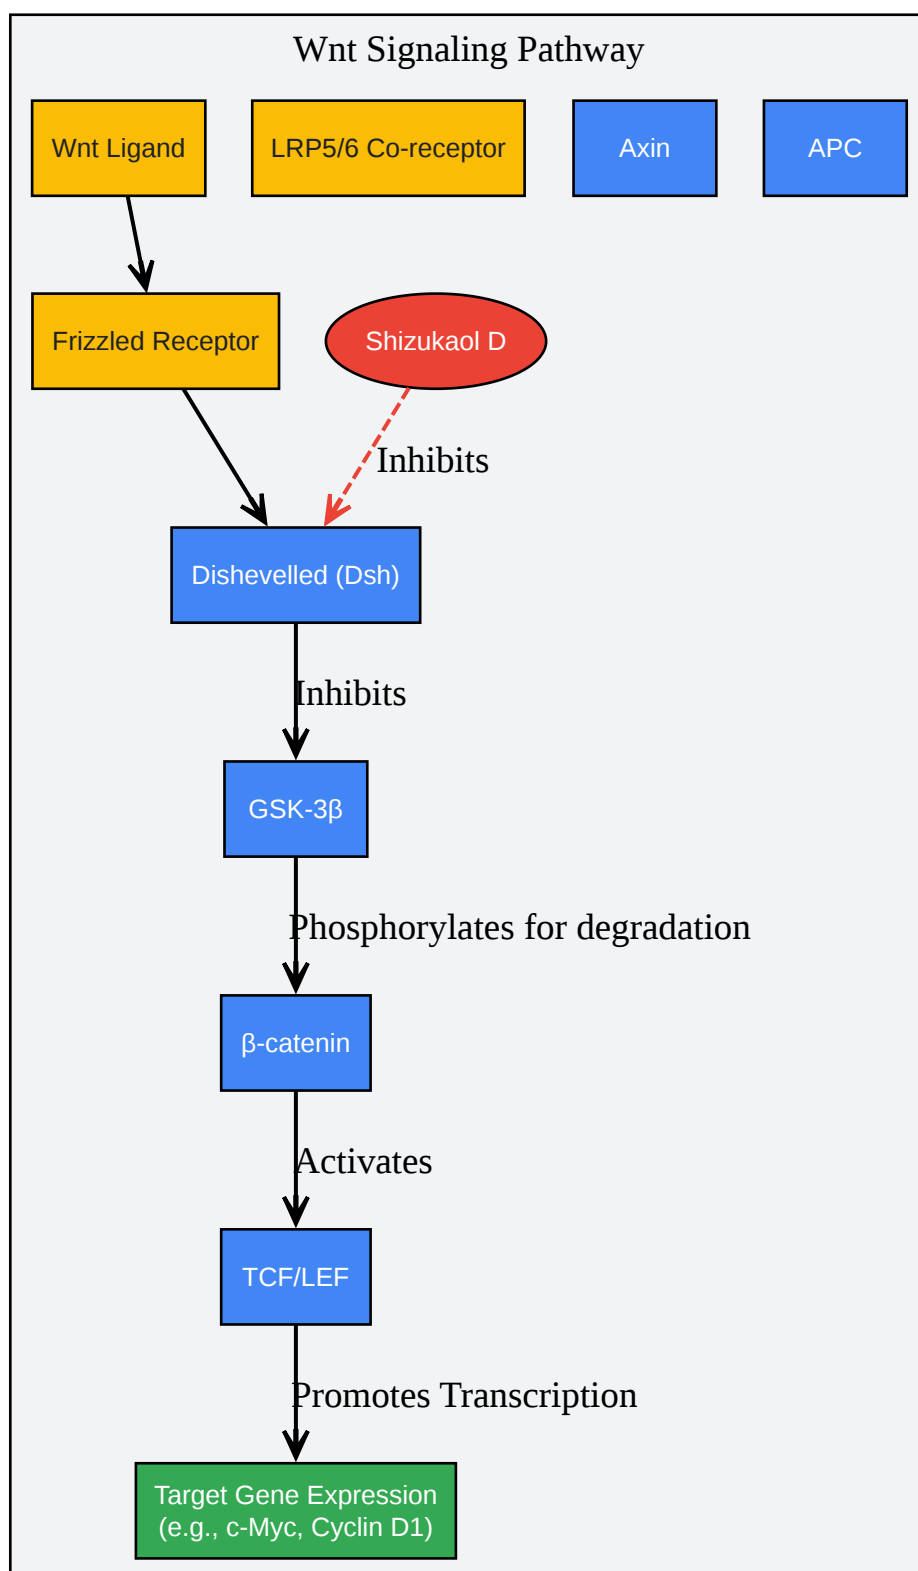 Wnt Signaling Pathway
Wnt Ligand
LRP5/6 Co-receptor
Axin
APC
Frizzled Receptor
Shizukaol D
Inhibits
Dishevelled (Dsh)
Inhibits
GSK-3β
Phosphorylates for degradation
β-catenin
Activates
TCF/LEF
Promotes Transcription
Target Gene Expression
(e.g., c-Myc, Cyclin D1)